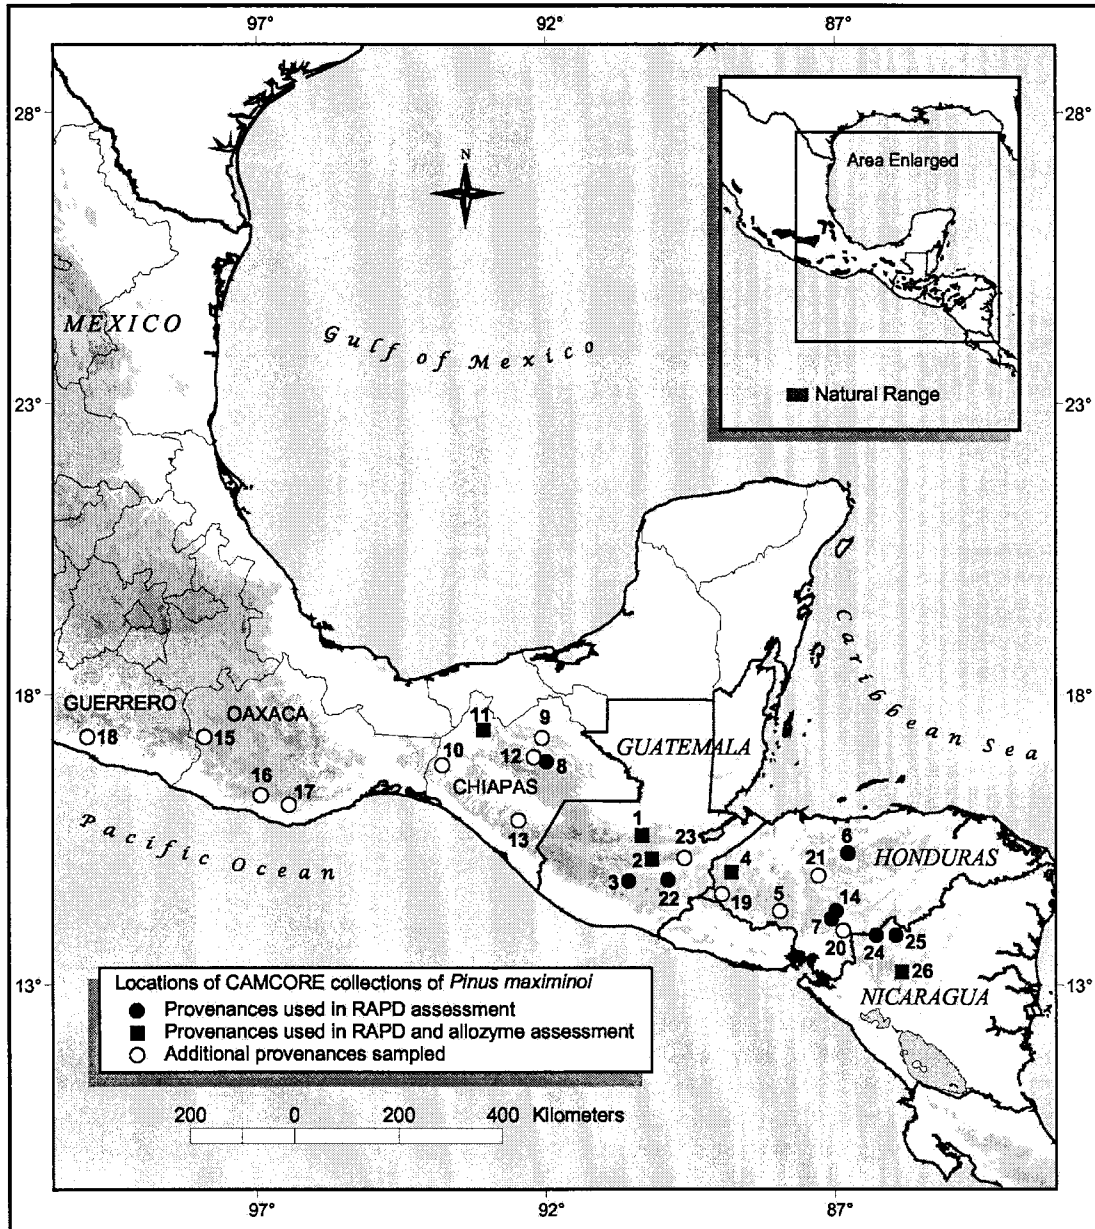 97° 92° 87°
N
28° 28°
Area Enlarged
MEXICO
Gulf of Mexico
Natural Range
23° 23°
Caribbean Sea
18° 18°
GUERRERO
OAXACA
11
9
GUATEMALA
18 15
10
12 8
CHIAPAS
16
17
13
1
23
6
Pacific Ocean
2
4
21
HONDURAS
3
22
19
5
14
7
20
24
25
26
13° 13°
NICARAGUA
Locations of CAMCORE collections of Pinus maximinoi
Provenances used in RAPD assessment
Provenances used in RAPD and allozyme assessment
Additional provenances sampled
200 0 200 400 Kilometers
97° 92° 87°